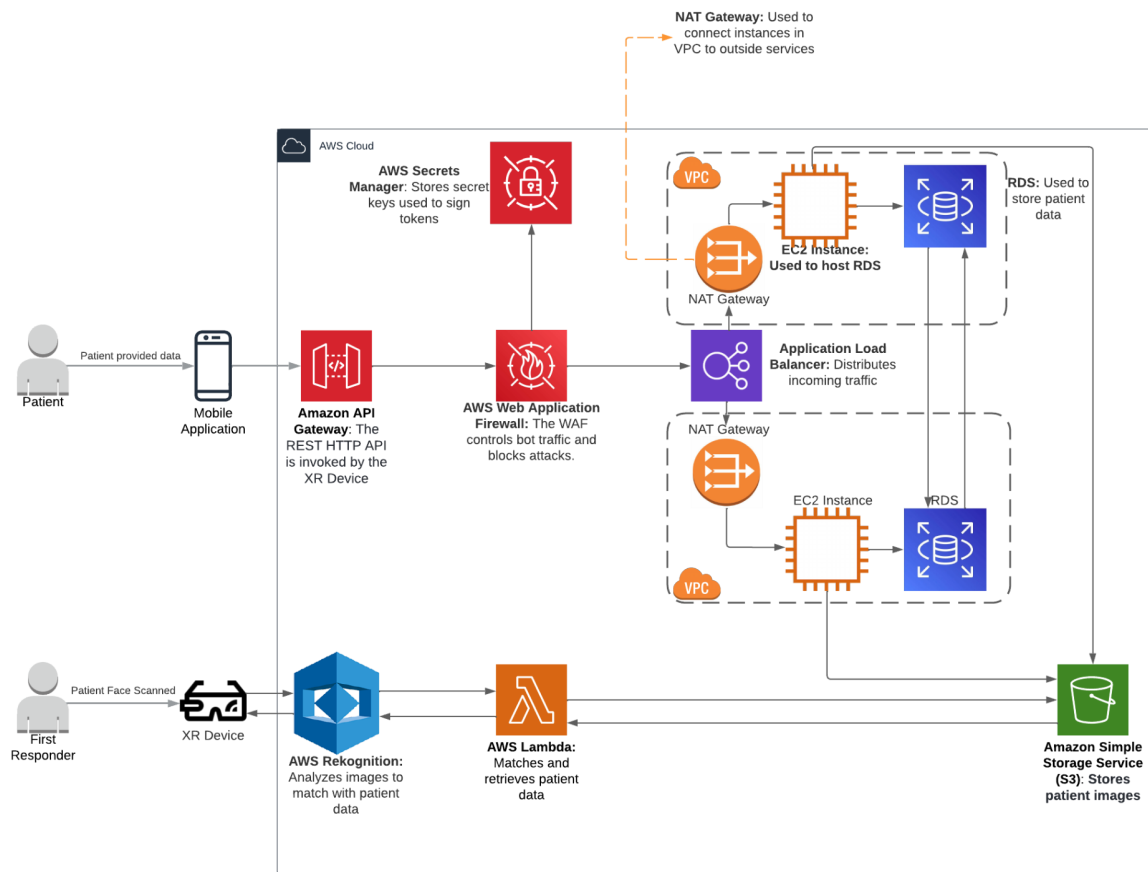 NAT Gateway: Used to
connect instances in
VPC to outside services
AWS Cloud
AWS Secrets
Manager: Stores secret
keys used to sign
tokens
VPC
RDS: Used to
store patient
data
EC2 Instance:
Used to host RDS
NAT Gateway
Patient provided data
Patient
Mobile
Application
Amazon API
Gateway: The
REST HTTP API
is invoked by the
XR Device
AWS Web Application
Firewall: The WAF
controls bot traffic and
blocks attacks.
Application Load
Balancer: Distributes
incoming traffic
NAT Gateway
EC2 Instance
RDS
VPC
Patient Face Scanned
First
Responder
XR Device
AWS Rekognition:
Analyzes images to
match with patient
data
AWS Lambda:
Matches and
retrieves patient
data
Amazon Simple
Storage Service
(S3): Stores
patient images